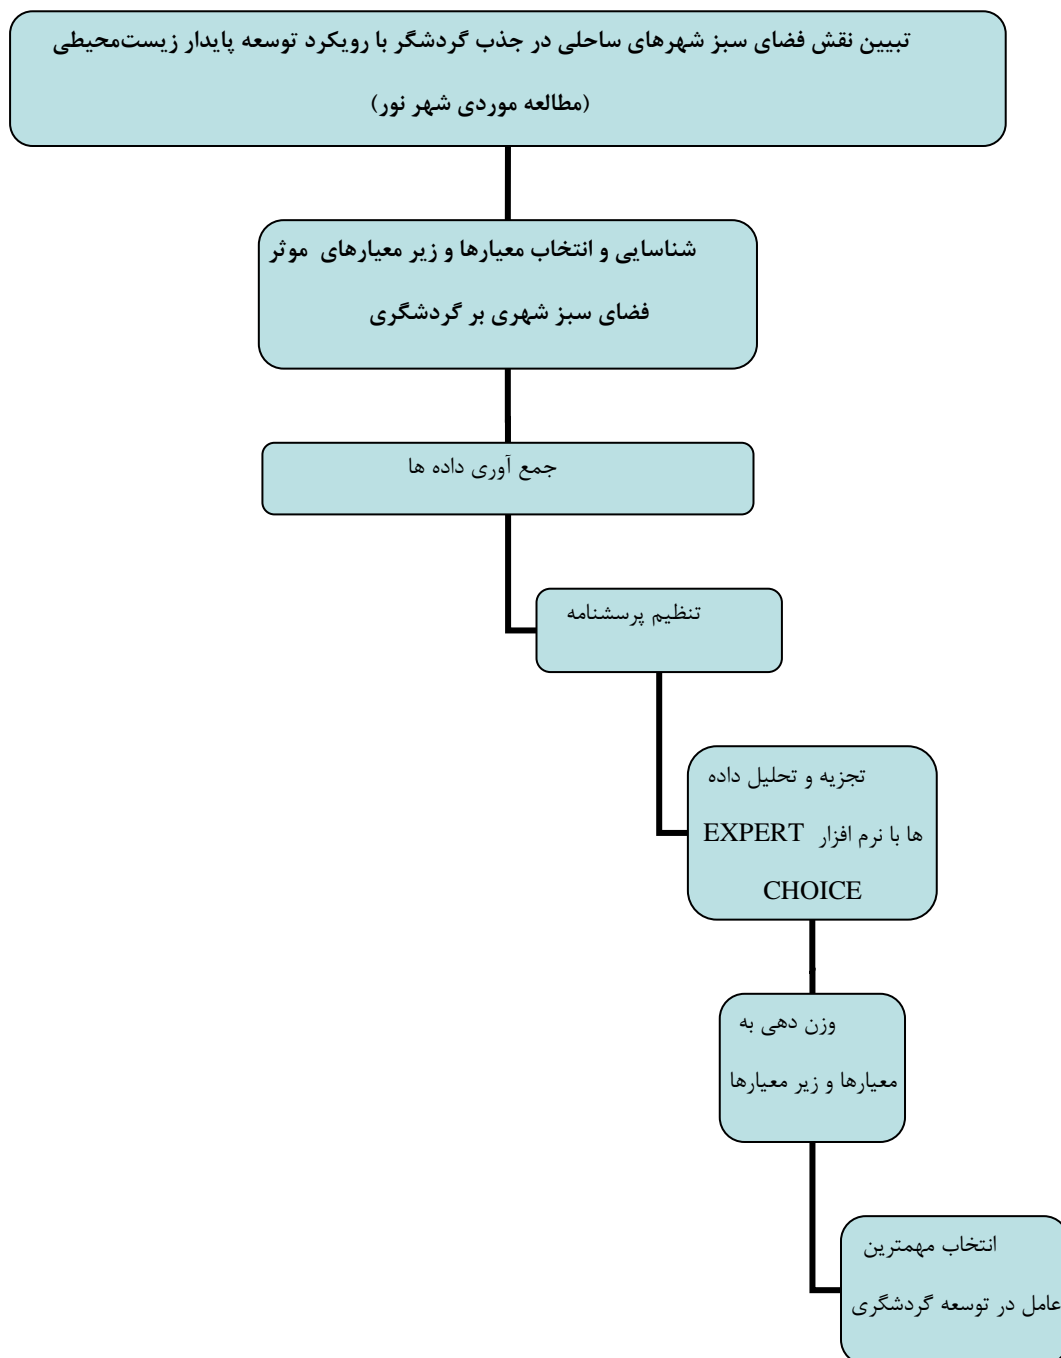 تبیین نقش فضای سبز شهرهای ساحلی در جذب گردشگر با رویکرد توسعه پایدار زیست‌محیطی
(مطالعه موردی شهر نور)
شناسایی و انتخاب معیارها و زیر معیارهای موثر
فضای سبز شهری بر گردشگری
جمع آوری داده ها
تنظیم پرسشنامه
تجزیه و تحلیل داده
ها با نرم افزار EXPERT
CHOICE
وزن دهی به
معیارها و زیر معیارها
انتخاب مهمترین
عامل در توسعه گردشگری